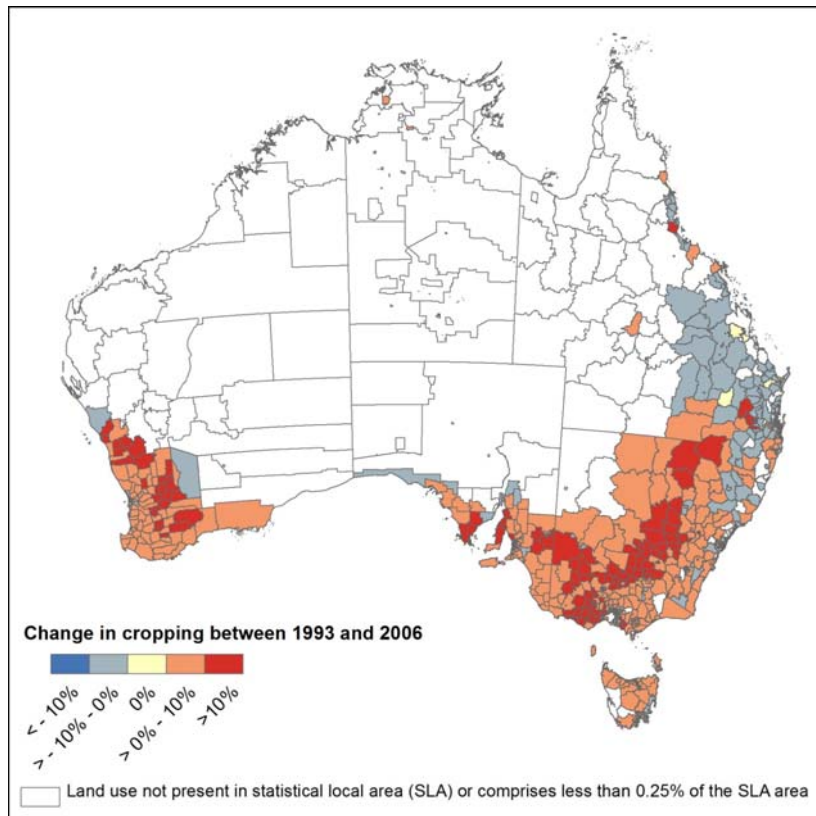 Change in cropping between 1993 and 2006
< - 10%
> - 10% - 0%
0%
> 0% - 10%
>10%
Land use not present in statistical local area (SLA) or comprises less than 0.25% of the SLA area